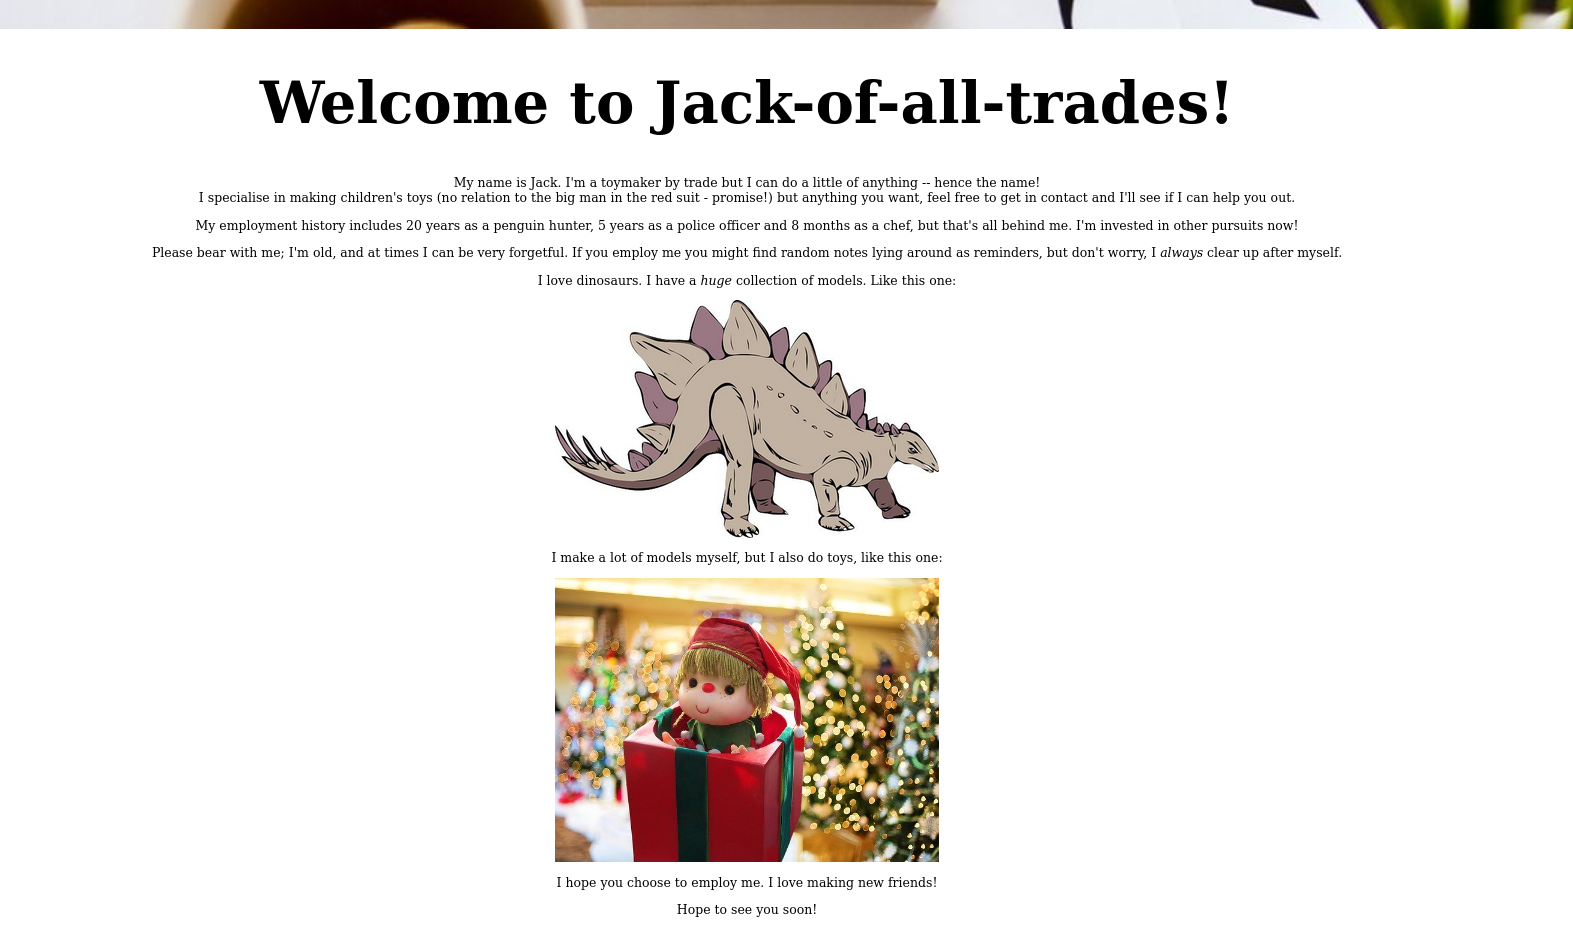 Welcome to Jack-of-all-trades!
My name is Jack. I'm a toymaker by trade but I can do a little of anything -- hence the name!
I specialise in making children's toys (no relation to the big man in the red suit - promise!) but anything you want, feel free to get in contact and I'll see if I can help you out.
My employment history includes 20 years as a penguin hunter, 5 years as a police officer and 8 months as a chef, but that's all behind me. I'm invested in other pursuits now!
Please bear with me; I'm old, and at times I can be very forgetful. If you employ me you might find random notes lying around as reminders, but don't worry, I always clear up after myself.
I love dinosaurs. I have a huge collection of models. Like this one:
I make a lot of models myself, but I also do toys, like this one:
I hope you choose to employ me. I love making new friends!
Hope to see you soon!